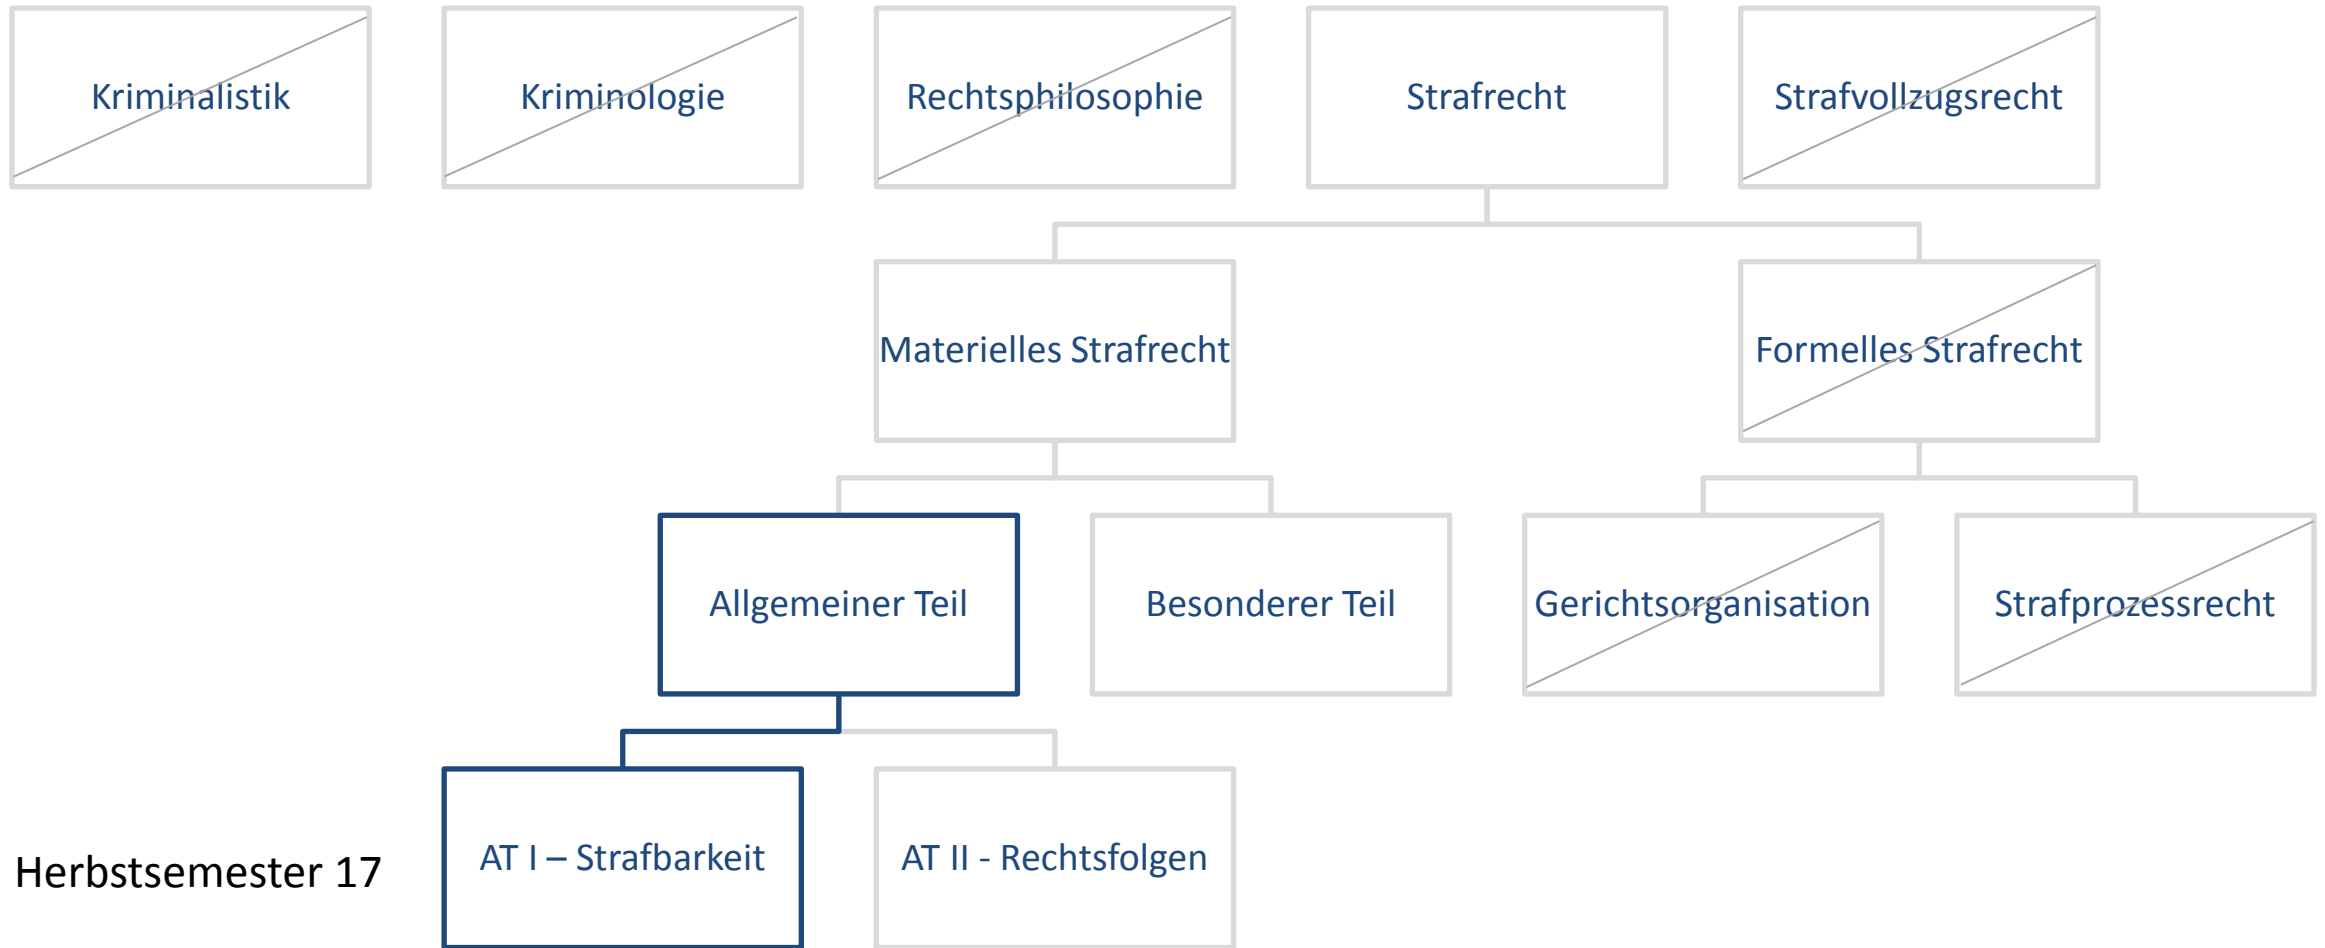 Kriminalistik
Kriminologie
Rechtsphilosophie
Strafrecht
Strafvollzugsrecht
Materielles Strafrecht
Formelles Strafrecht
Allgemeiner Teil
Besonderer Teil
Gerichtsorganisation
Strafprozessrecht
Herbstsemester 17
AT I – Strafbarkeit
AT II - Rechtsfolgen